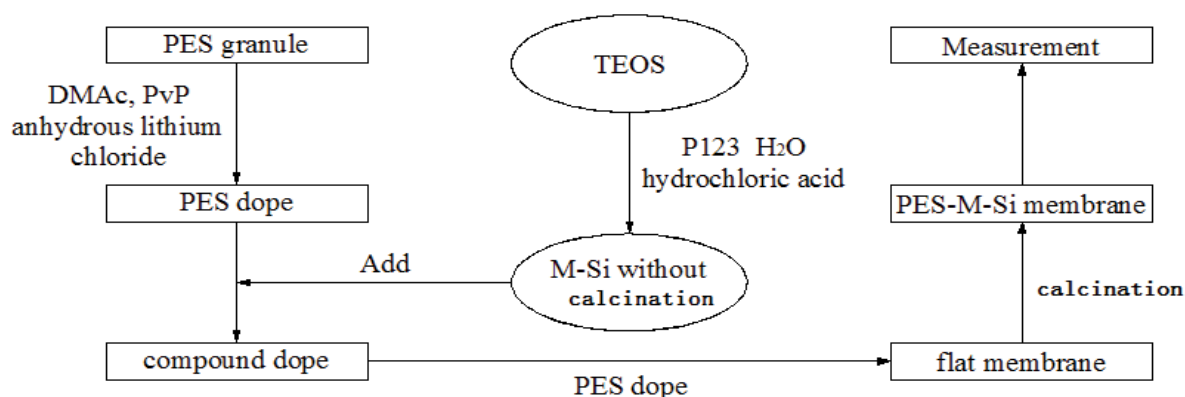 PES granule
TEOS
Measurement
DMAc, PvP
anhydrous lithium
chloride
P123 H₂O
hydrochloric acid
PES dope
PES-M-Si membrane
Add
M-Si without
calcination
calcination
compound dope
PES dope
flat membrane